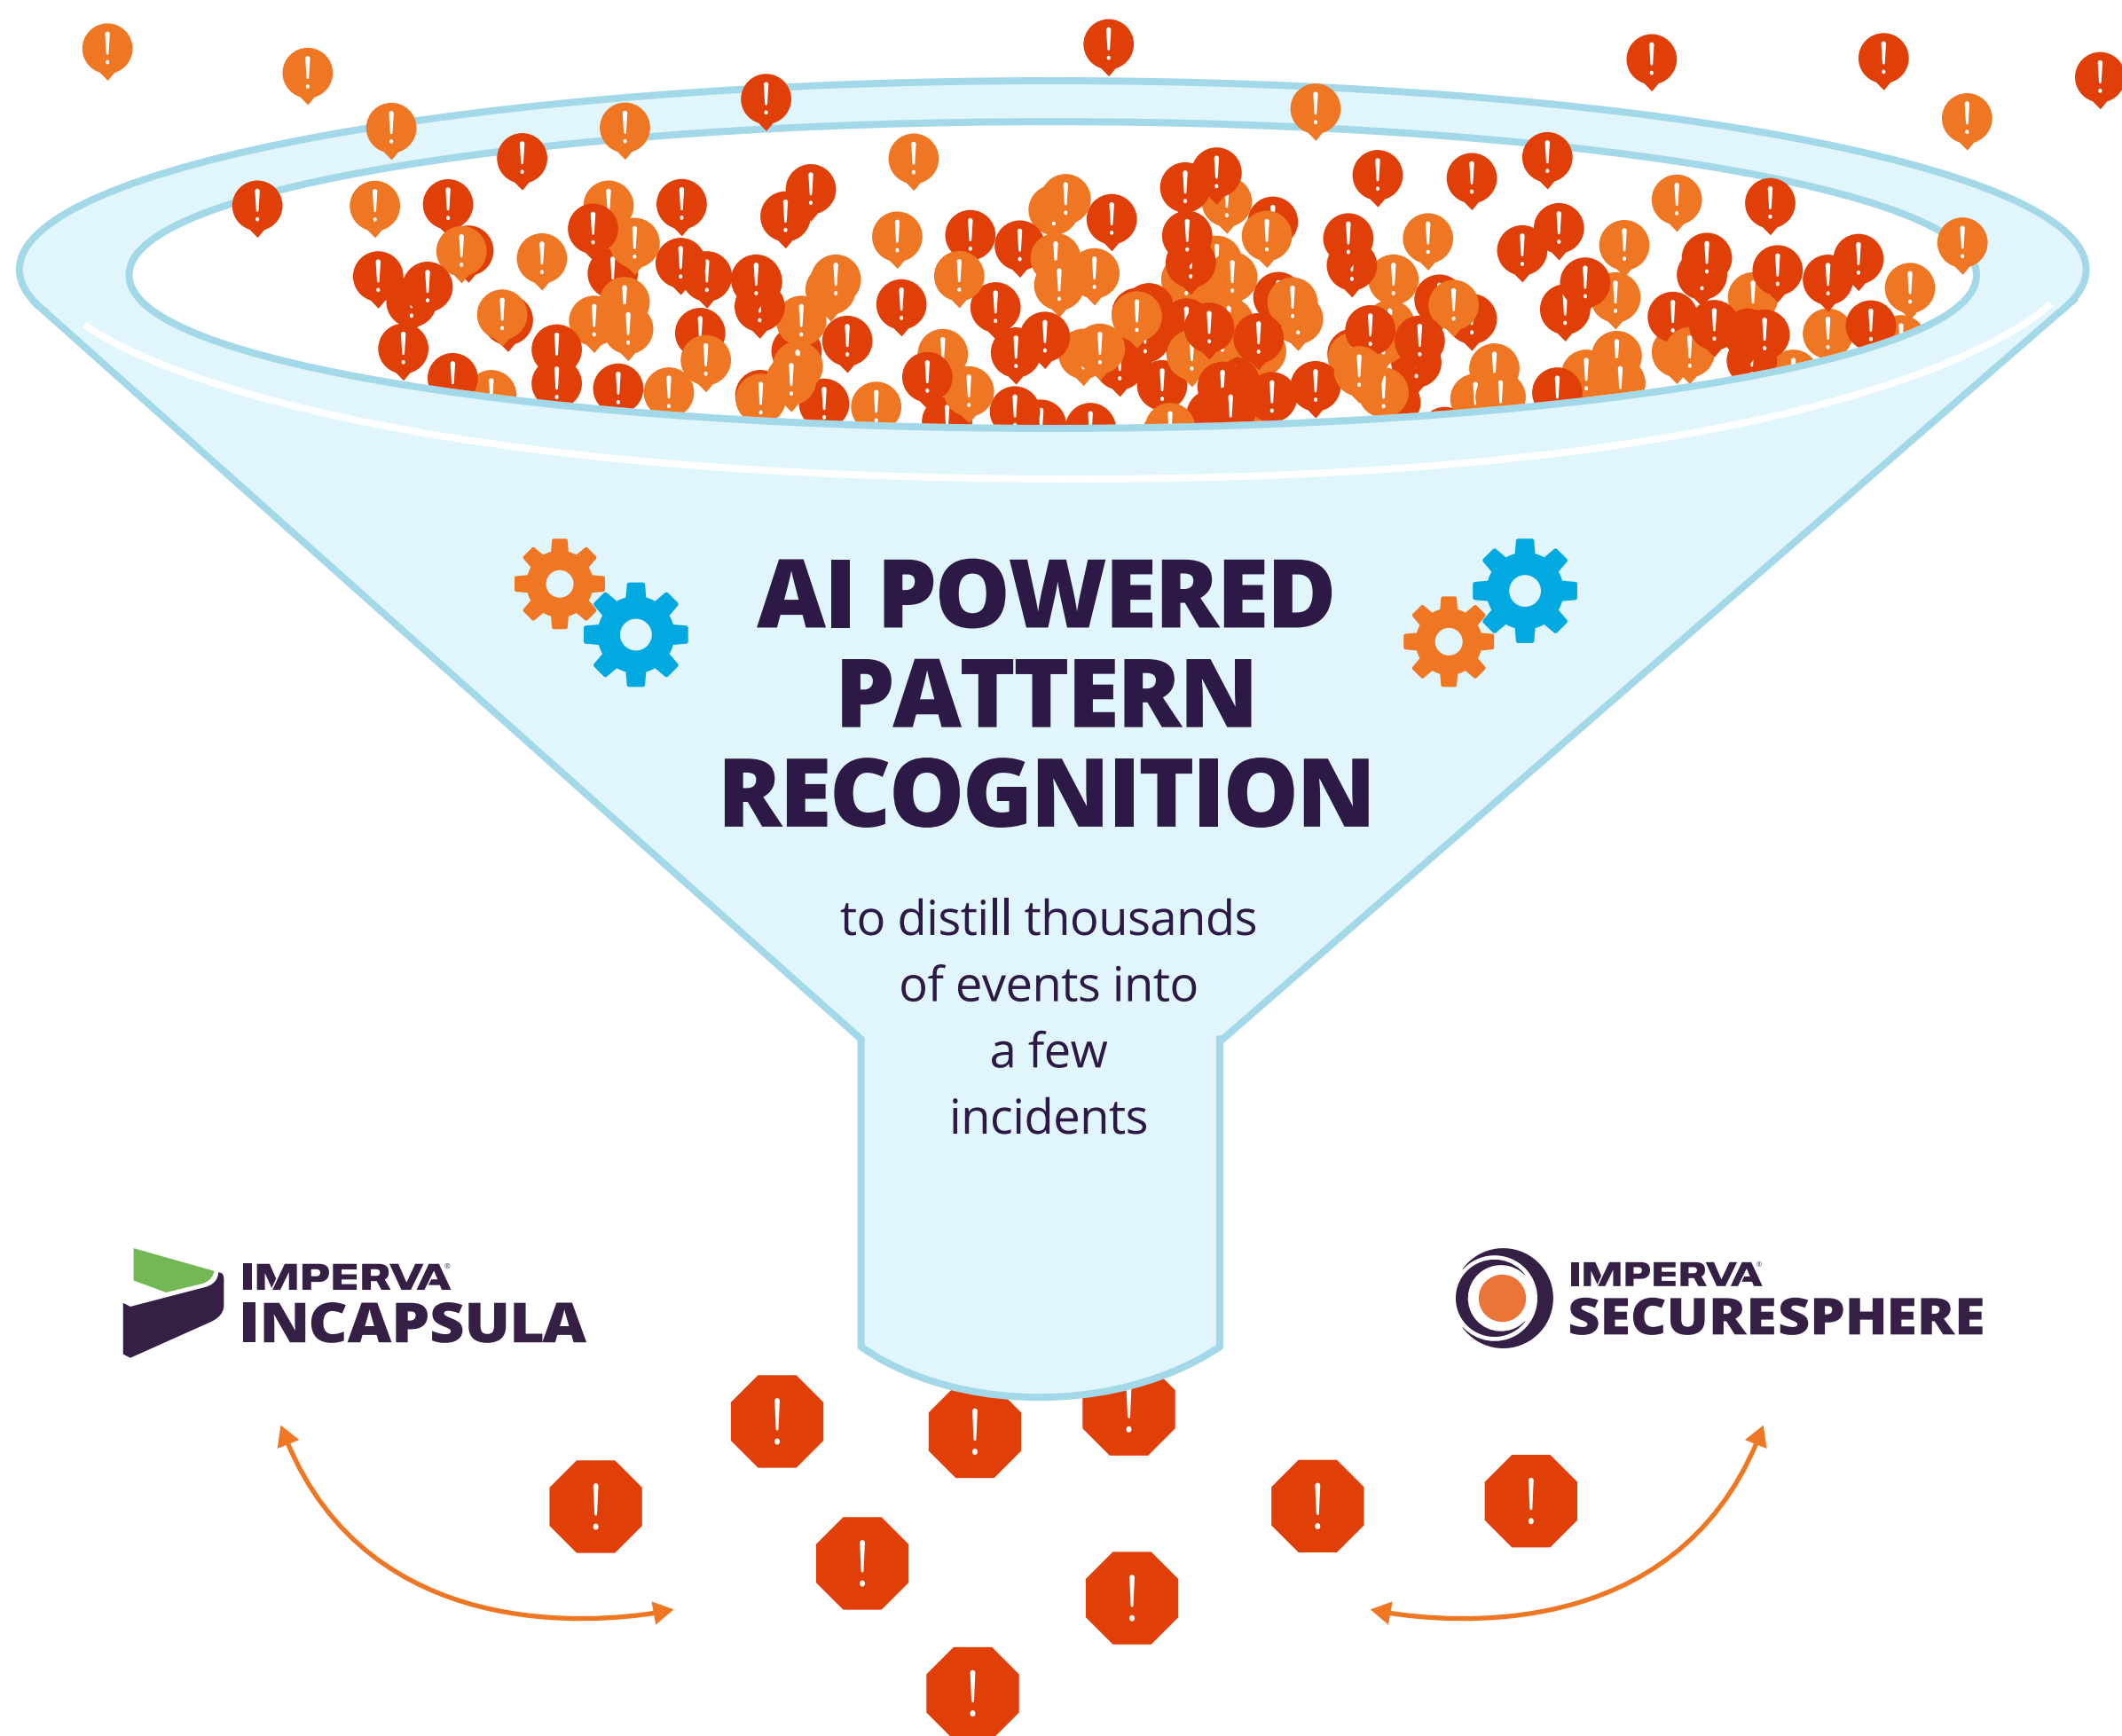 AI POWERED
PATTERN
RECOGNITION
to distill thousands
of events into
a few
incidents
IMPERVA®
INCAPSULA
IMPERVA®
SECURESPHERE